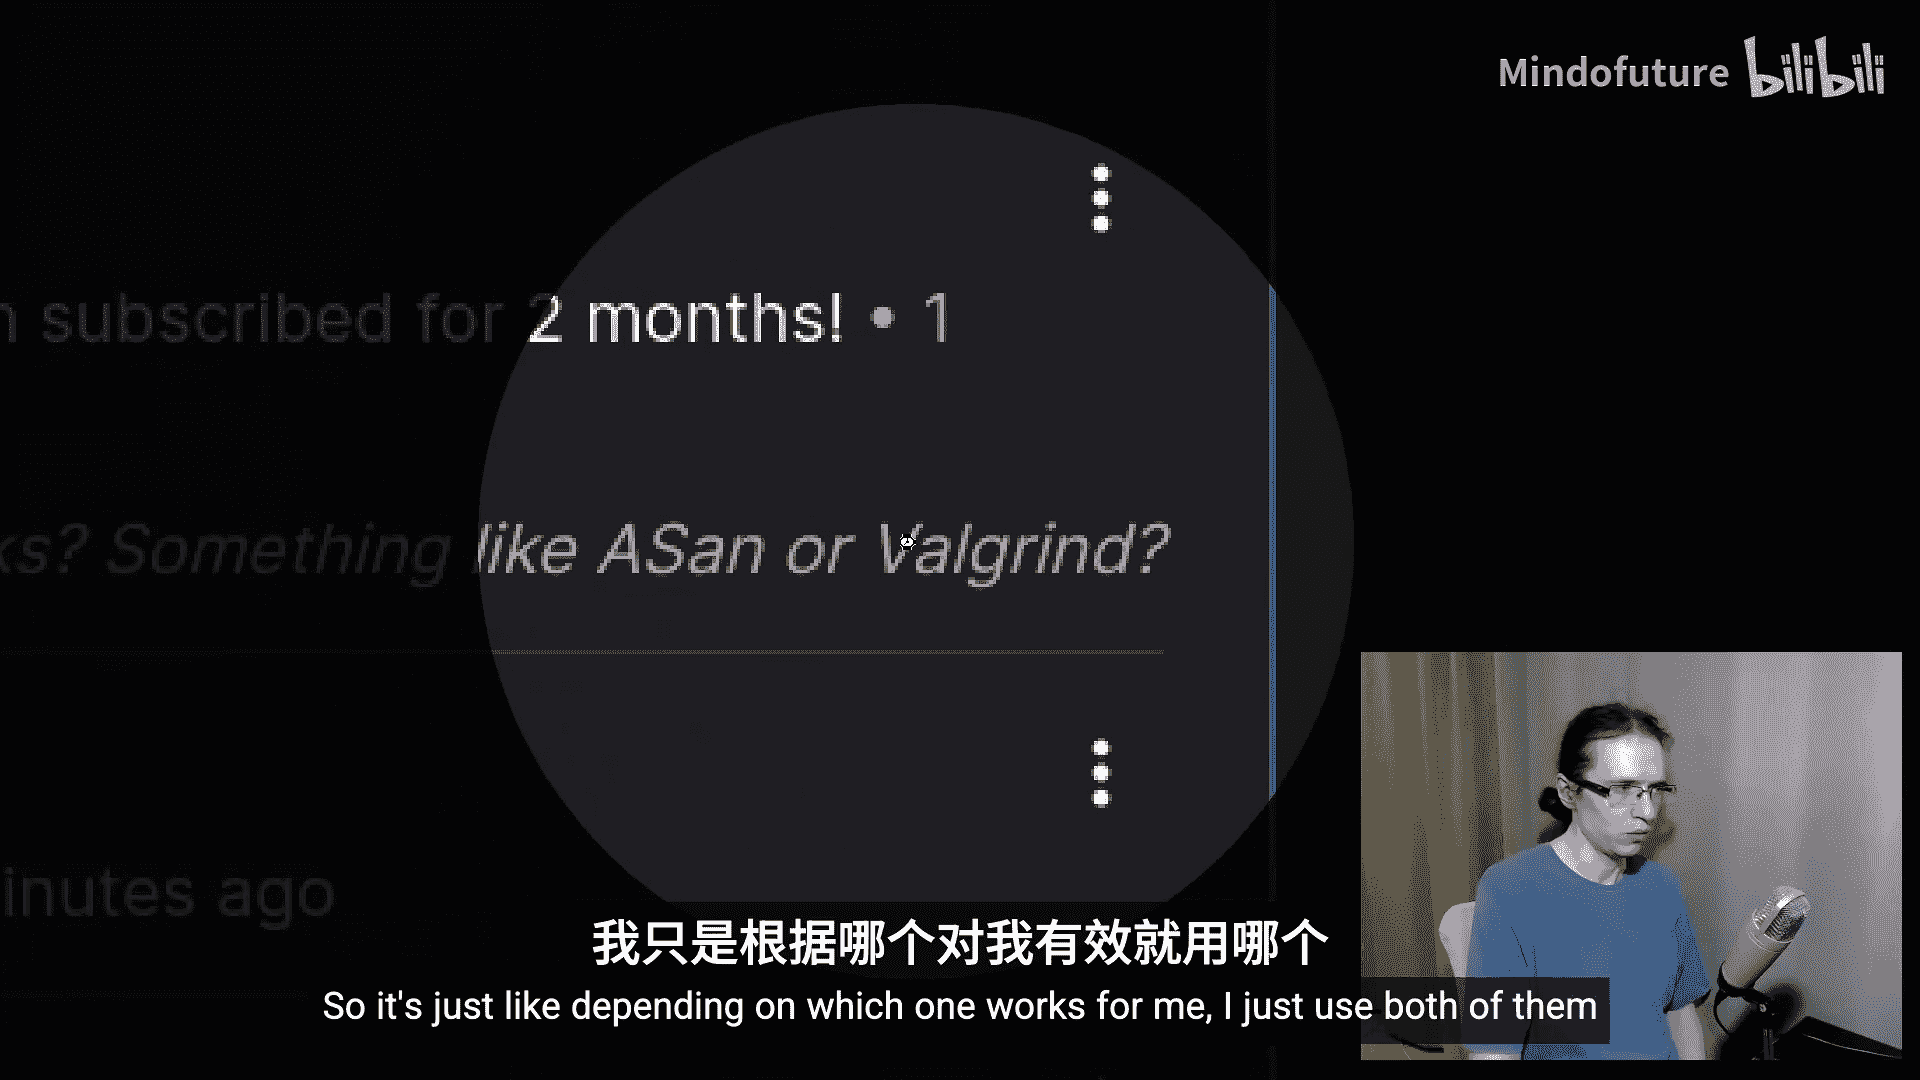 Mindofuture bilibili
n subscribed for 2 months! • 1
ks? Something like ASan or Valgrind?
inutes ago
我只是根据哪个对我有效就用哪个
So it's just like depending on which one works for me, I just use both of them